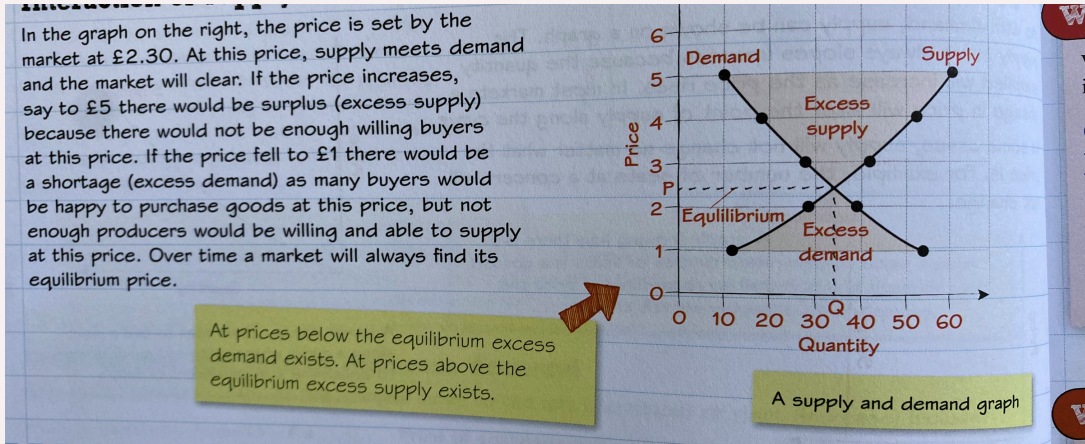 In the graph on the right, the price is set by the
market at £2.30. At this price, supply meets demand
and the market will clear. If the price increases,
say to £5 there would be surplus (excess supply)
because there would not be enough willing buyers
at this price. If the price fell to £1 there would be
a shortage (excess demand) as many buyers would
be happy to purchase goods at this price, but not
enough producers would be willing and able to supply
at this price. Over time a market will always find its
equilibrium price.
At prices below the equilibrium excess
demand exists. At prices above the
equilibrium excess supply exists.
Price
6
5
4
3
P
2
1
0
Demand
Supply
Excess
supply
Equlilibrium
Excess
demand
Q
0 10 20 30 40 50 60
Quantity
A supply and demand graph